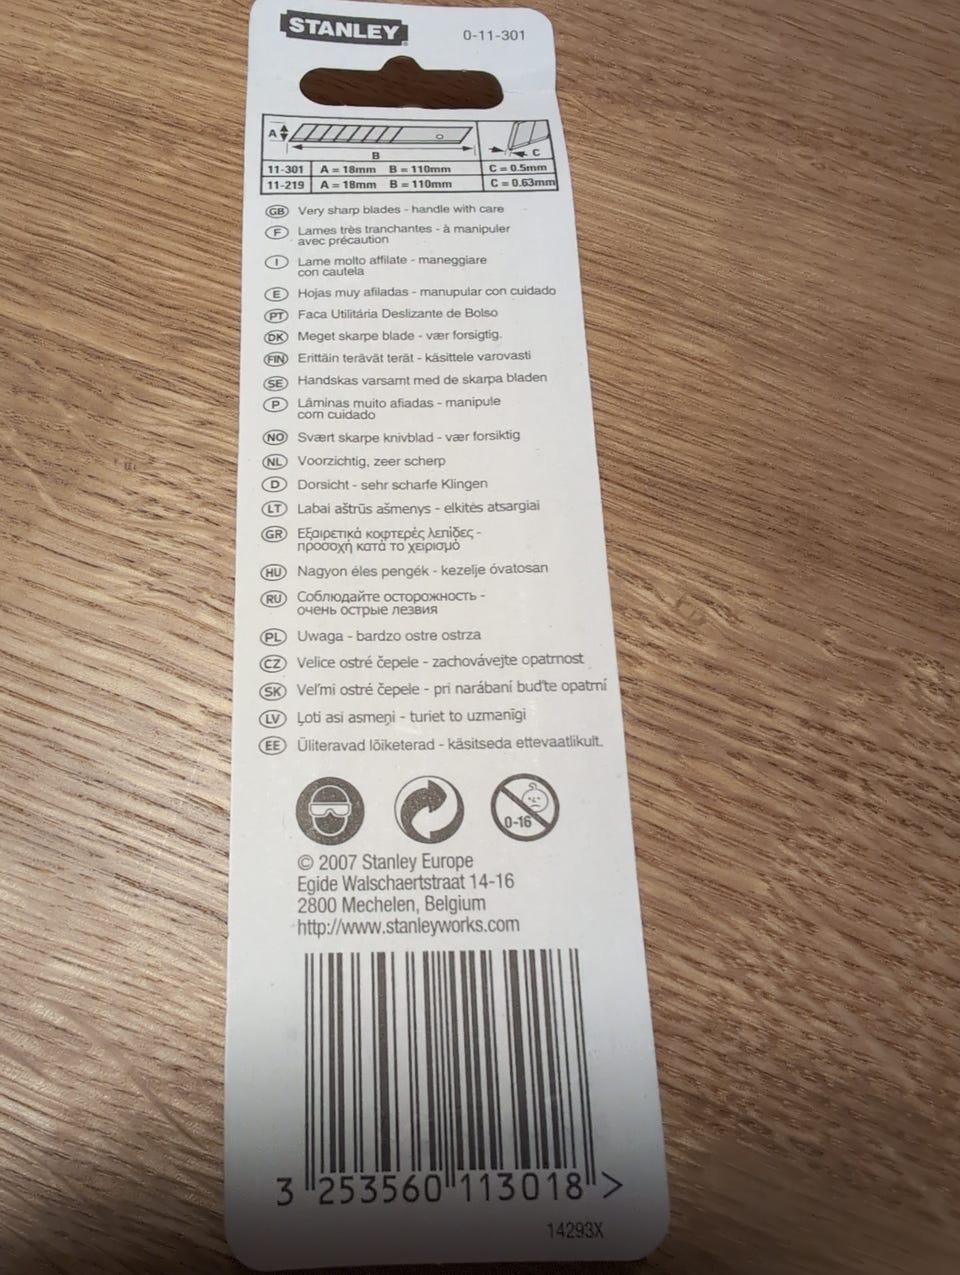 STANLEY 0-11-301
A
B
C
11-301 A = 18mm B = 110mm C = 0.5mm
11-219 A = 18mm B = 110mm C = 0.63mm
GB Very sharp blades - handle with care
F Lames très tranchantes - à manipuler
avec précaution
I Lame molto affilate - maneggiare
con cautela
E Hojas muy afiladas - manupular con cuidado
PT Faca Utilitária Deslizante de Bolso
DK Meget skarpe blade - vær forsigtig.
FIN Erittäin terävät terät - käsittele varovasti
SE Handskas varsamt med de skarpa bladen
P Lâminas muito afiadas - manipule
com cuidado
NO Svært skarpe knivblad - vær forsiktig
NL Voorzichtig, zeer scherp
D Dorsicht - sehr scharfe Klingen
LT Labai aštrūs ašmenys - elkitės atsargiai
GR Εξαιρετικά κοφτερές λεπίδες -
προσοχή κατά το χειρισμό
HU Nagyon éles pengék - kezelje óvatosan
RU Соблюдайте осторожность -
очень острые лезвия
PL Uwaga - bardzo ostre ostrza
CZ Velice ostré čepele - zachovávejte opatrnost
SK Veľmi ostré čepele - pri narábaní buďte opatrní
LV Ļoti asi asmeņi - turiet to uzmanīgi
EE Üliteravad lõiketerad - käsitseda ettevaatlikult.
0-16
© 2007 Stanley Europe
Egide Walschaertstraat 14-16
2800 Mechelen, Belgium
http://www.stanleyworks.com
3 253560 113018 >
14293X